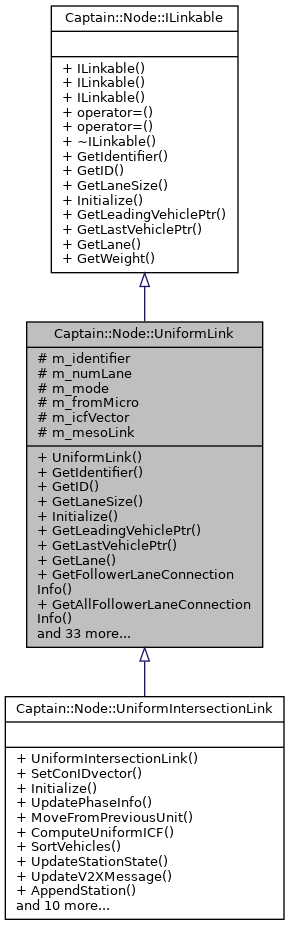 Captain::Node::ILinkable
+ ILinkable()
+ ILinkable()
+ ILinkable()
+ operator=()
+ operator=()
+ ~ILinkable()
+ GetIdentifier()
+ GetID()
+ GetLaneSize()
+ Initialize()
+ GetLeadingVehiclePtr()
+ GetLastVehiclePtr()
+ GetLane()
+ GetWeight()
Captain::Node::UniformLink
# m_identifier
# m_numLane
# m_mode
# m_fromMicro
# m_icfVector
# m_mesoLink
+ UniformLink()
+ GetIdentifier()
+ GetID()
+ GetLaneSize()
+ Initialize()
+ GetLeadingVehiclePtr()
+ GetLastVehiclePtr()
+ GetLane()
+ GetFollowerLaneConnection
Info()
+ GetAllFollowerLaneConnection
Info()
and 33 more...
Captain::Node::UniformIntersectionLink
+ UniformIntersectionLink()
+ SetConIDvector()
+ Initialize()
+ UpdatePhaseInfo()
+ MoveFromPreviousUnit()
+ ComputeUniformICF()
+ SortVehicles()
+ UpdateStationState()
+ UpdateV2XMessage()
+ AppendStation()
and 10 more...